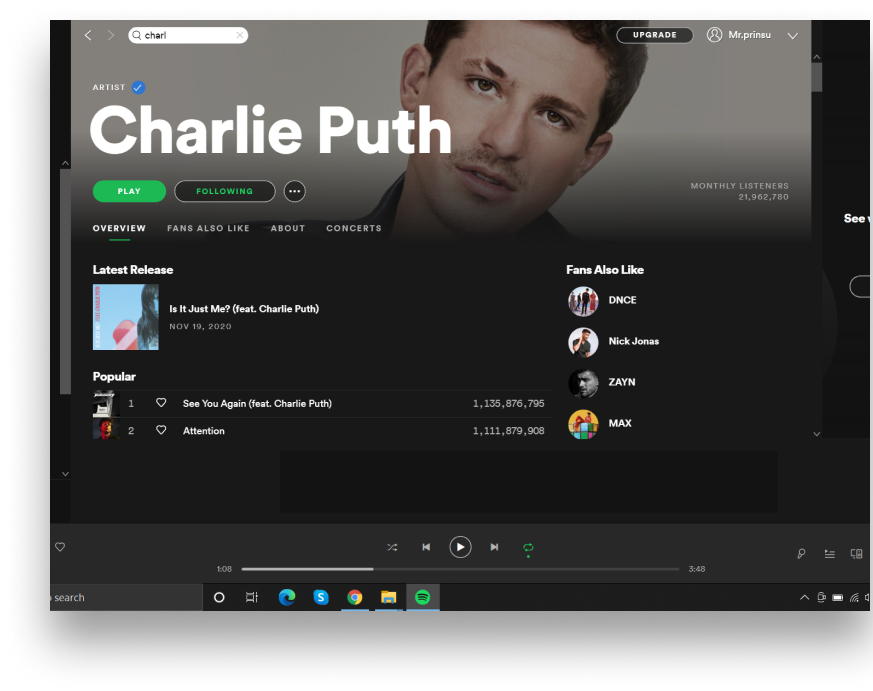 charl
UPGRADE
Mr.prinsu
ARTIST
Charlie Puth
PLAY
FOLLOWING
MONTHLY LISTENERS
21,962,780
OVERVIEW FANS ALSO LIKE ABOUT CONCERTS
See
Latest Release
Is It Just Me? (feat. Charlie Puth)
NOV 19, 2020
Fans Also Like
DNCE
Nick Jonas
ZAYN
MAX
Popular
1 See You Again (feat. Charlie Puth) 1,135,876,795
2 Attention 1,111,879,908
1:08 3:48
search